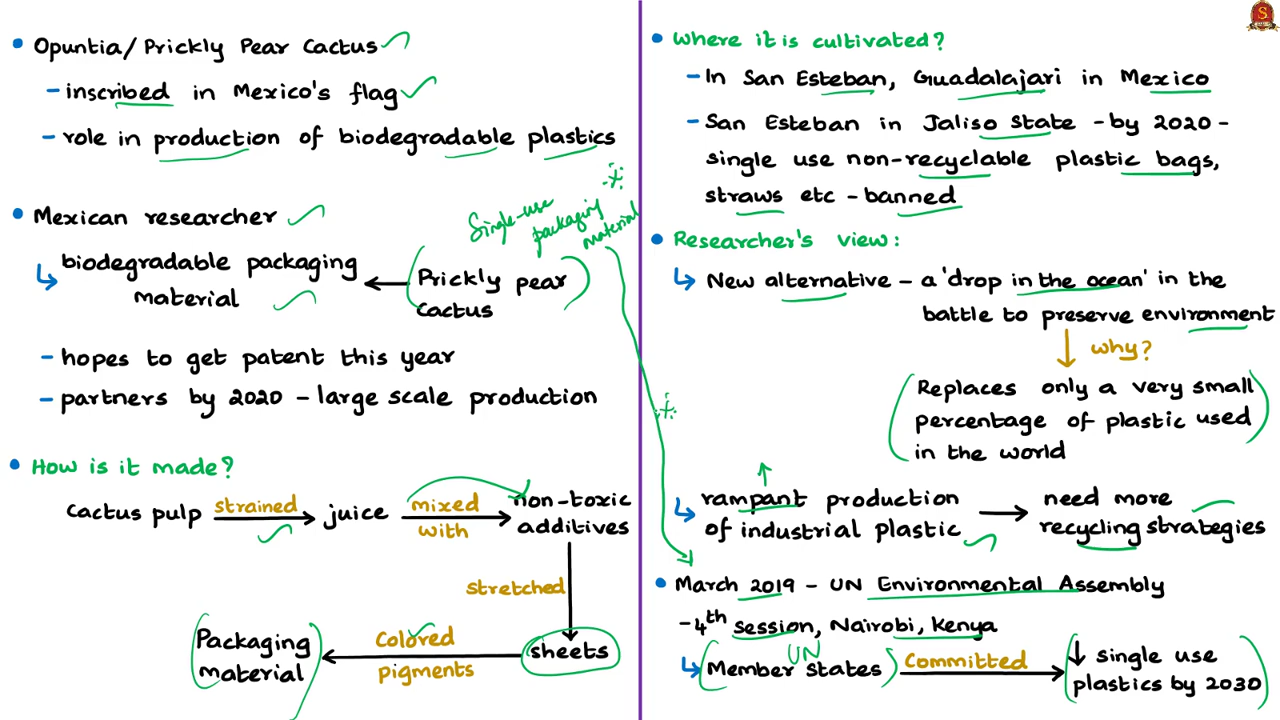 • Opuntia/Prickly Pear Cactus
- inscribed in Mexico's flag
- role in production of biodegradable plastics
• Mexican researcher
Single-use
packaging
material
biodegradable packaging
material
Prickly pear
cactus
- hopes to get patent this year
- partners by 2020 - large scale production
• How is it made?
Cactus pulp strained juice mixed with non-toxic
additives
stretched
sheets
Colored
pigments
Packaging
material
• Where it is cultivated?
- In San Esteban, Guadalajari in Mexico
- San Esteban in Jaliso State - by 2020 -
single use non-recyclable plastic bags,
straws etc - banned
• Researcher's view:
New alternative - a 'drop in the ocean' in the
battle to preserve environment
why?
Replaces only a very small
percentage of plastic used
in the world
rampant production
of industrial plastic
need more
recycling strategies
• March 2019 - UN Environmental Assembly
- 4th session, Nairobi, Kenya
UN
Member States Committed ↓ single use
plastics by 2030